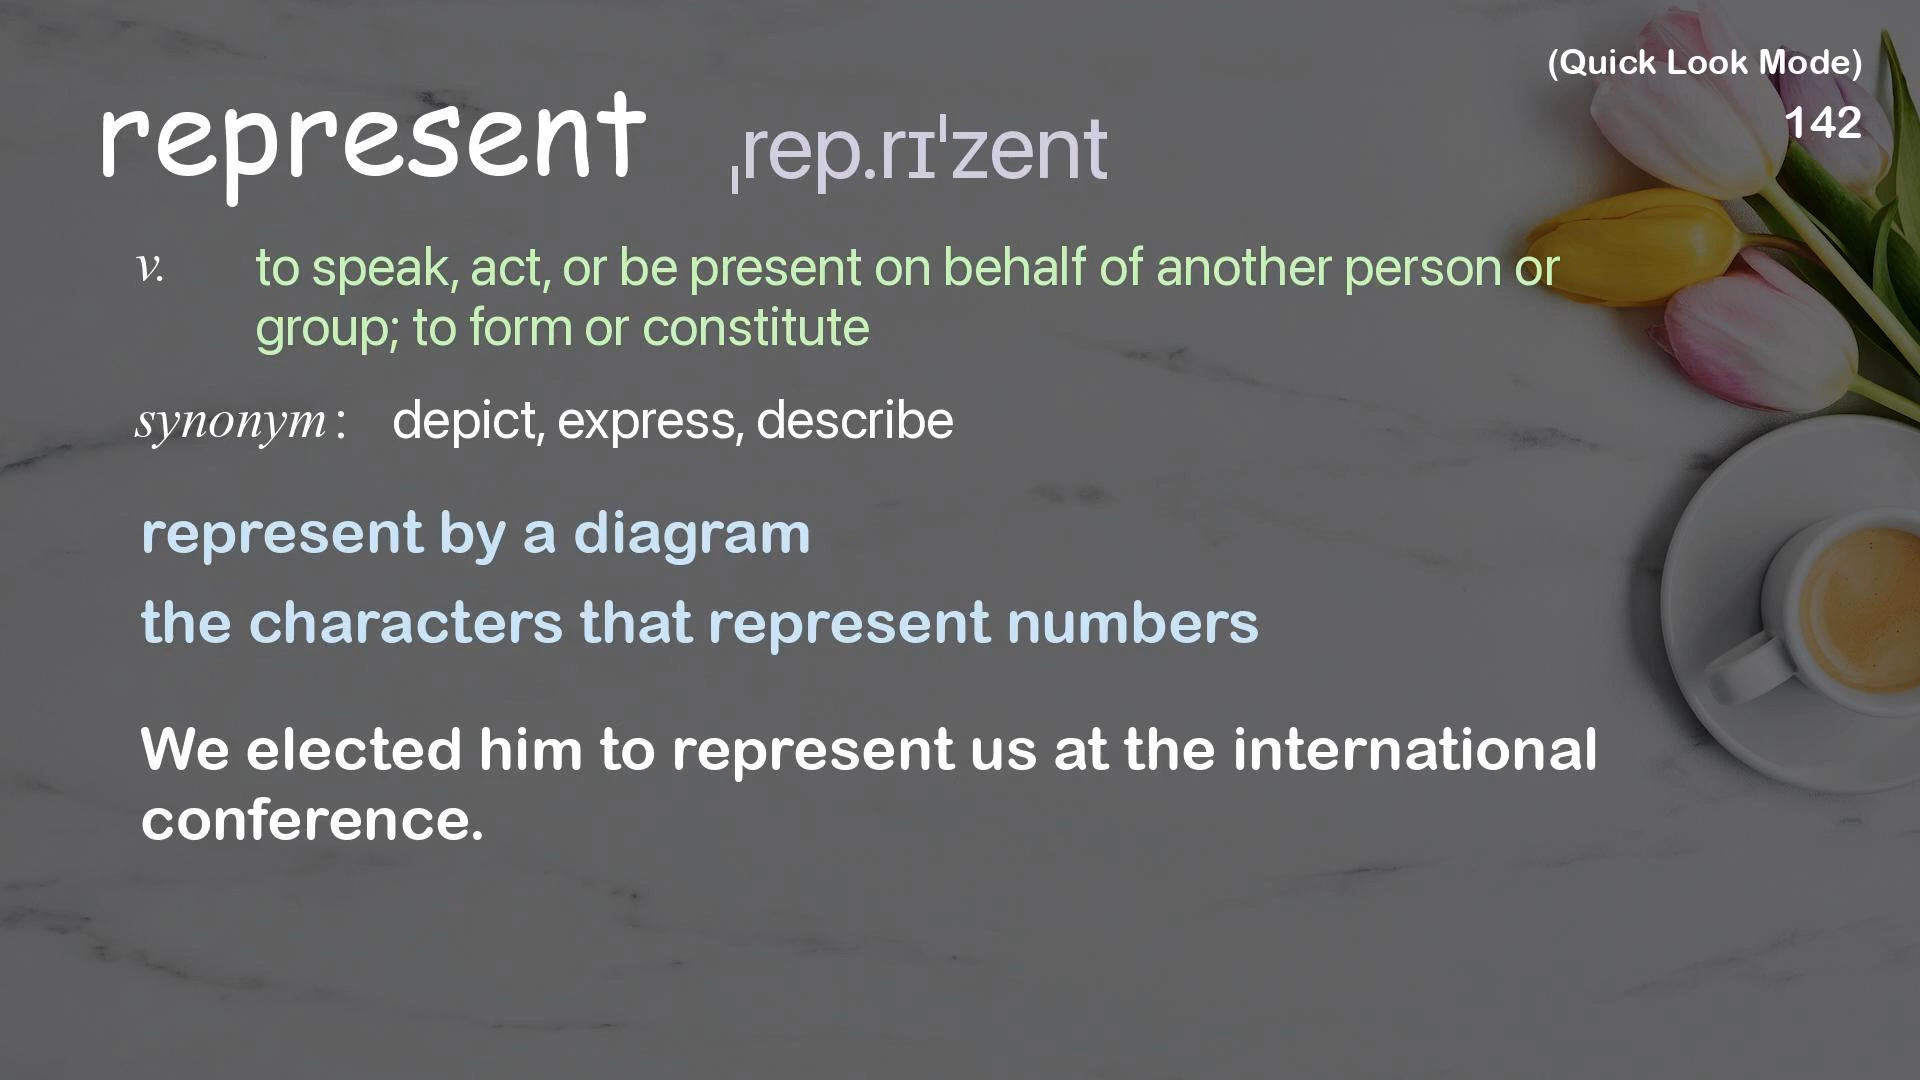 (Quick Look Mode)
142
represent ˌrep.rɪˈzent
v. to speak, act, or be present on behalf of another person or
group; to form or constitute
synonym: depict, express, describe
represent by a diagram
the characters that represent numbers
We elected him to represent us at the international
conference.